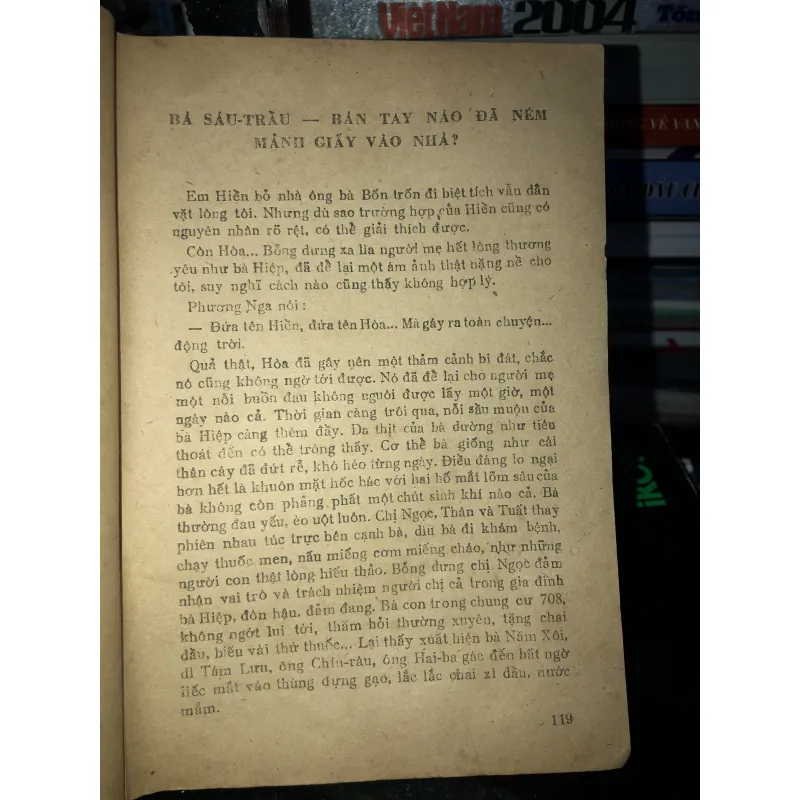 Việt Nam 2004
Tổn
BẢ SÁU-TRẦU — BÀN TAY NÀO ĐÃ NÉM
MẢNH GIẤY VÀO NHÀ?
Em Hiền bỏ nhà ông bà Bổn trốn đi biệt tích vẫn dần
vặt lòng tôi. Nhưng dù sao trường hợp của Hiền cũng có
nguyên nhân rõ rệt, có thể giải thích được.
Còn Hòa... Bỗng dưng xa lìa người mẹ hết lòng thương
yêu như bà Hiệp, đã để lại một ám ảnh thật nặng nề cho
tôi, suy nghĩ cách nào cũng thấy không hợp lý.
Phương Nga nói :
— Đứa tên Hiền, đứa tên Hòa... Mà gây ra toàn chuyện...
động trời.
Quả thật, Hòa đã gây nên một thảm cảnh bi đát, chắc
nó cũng không ngờ tới được. Nó đã để lại cho người mẹ
một nỗi buồn đau không nguôi được lấy một giờ, một
ngày nào cả. Thời gian càng trôi qua, nỗi sầu muộn của
bà Hiệp càng thêm đầy. Da thịt của bà dường như tiêu
thoát đến có thể trông thấy. Cơ thể bà giống như cái
thân cây đã đứt rễ, khô héo từng ngày. Điều đáng lo ngại
hơn hết là khuôn mặt hốc hác với hai hố mắt lõm sâu của
bà không còn phảng phất một chút sinh khí nào cả. Bà
thường đau yếu, èo uột luôn. Chị Ngọc, Thân và Tuất thay
phiên nhau túc trực bên cạnh bà, dìu bà đi khám bệnh,
chạy thuốc men, nấu miếng cơm miếng cháo, như những
người con thật lòng hiếu thảo. Bỗng dưng chị Ngọc đảm
nhận vai trò và trách nhiệm người chị cả trong gia đình
bà Hiệp, đôn hậu, đảm đang. Bà con trong chung cư 708,
không ngớt lui tới, thăm hỏi thường xuyên, tặng chai
dầu, biếu vài thứ thuốc... Lại thấy xuất hiện bà Năm Xôi,
dì Tám Lưu, ông Chín-râu, ông Hai-ba gác đến bất ngờ
liếc mắt vào thùng đựng gạo, lắc lắc chai xì dầu, nước
mắm.
119